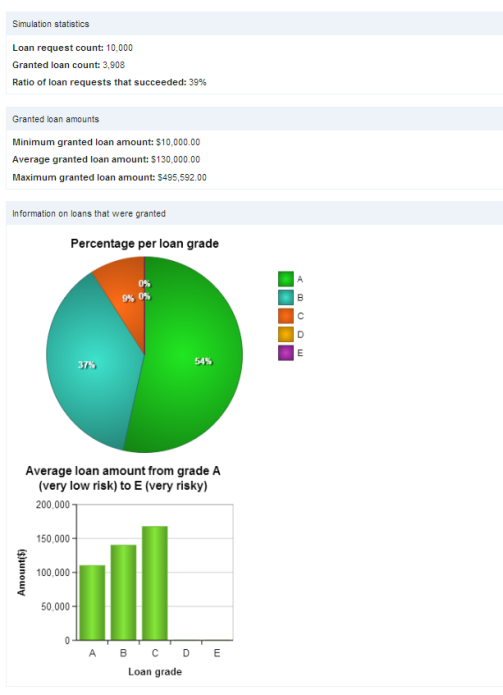 Simulation statistics
Loan request count: 10,000
Granted loan count: 3,908
Ratio of loan requests that succeeded: 39%
Granted loan amounts
Minimum granted loan amount: $10,000.00
Average granted loan amount: $130,000.00
Maximum granted loan amount: $495,592.00
Information on loans that were granted
Percentage per loan grade
0%
9% 0%
37%
54%
A
B
C
D
E
Average loan amount from grade A
(very low risk) to E (very risky)
200,000
150,000
100,000
50,000
0
Amount($)
A B C D E
Loan grade